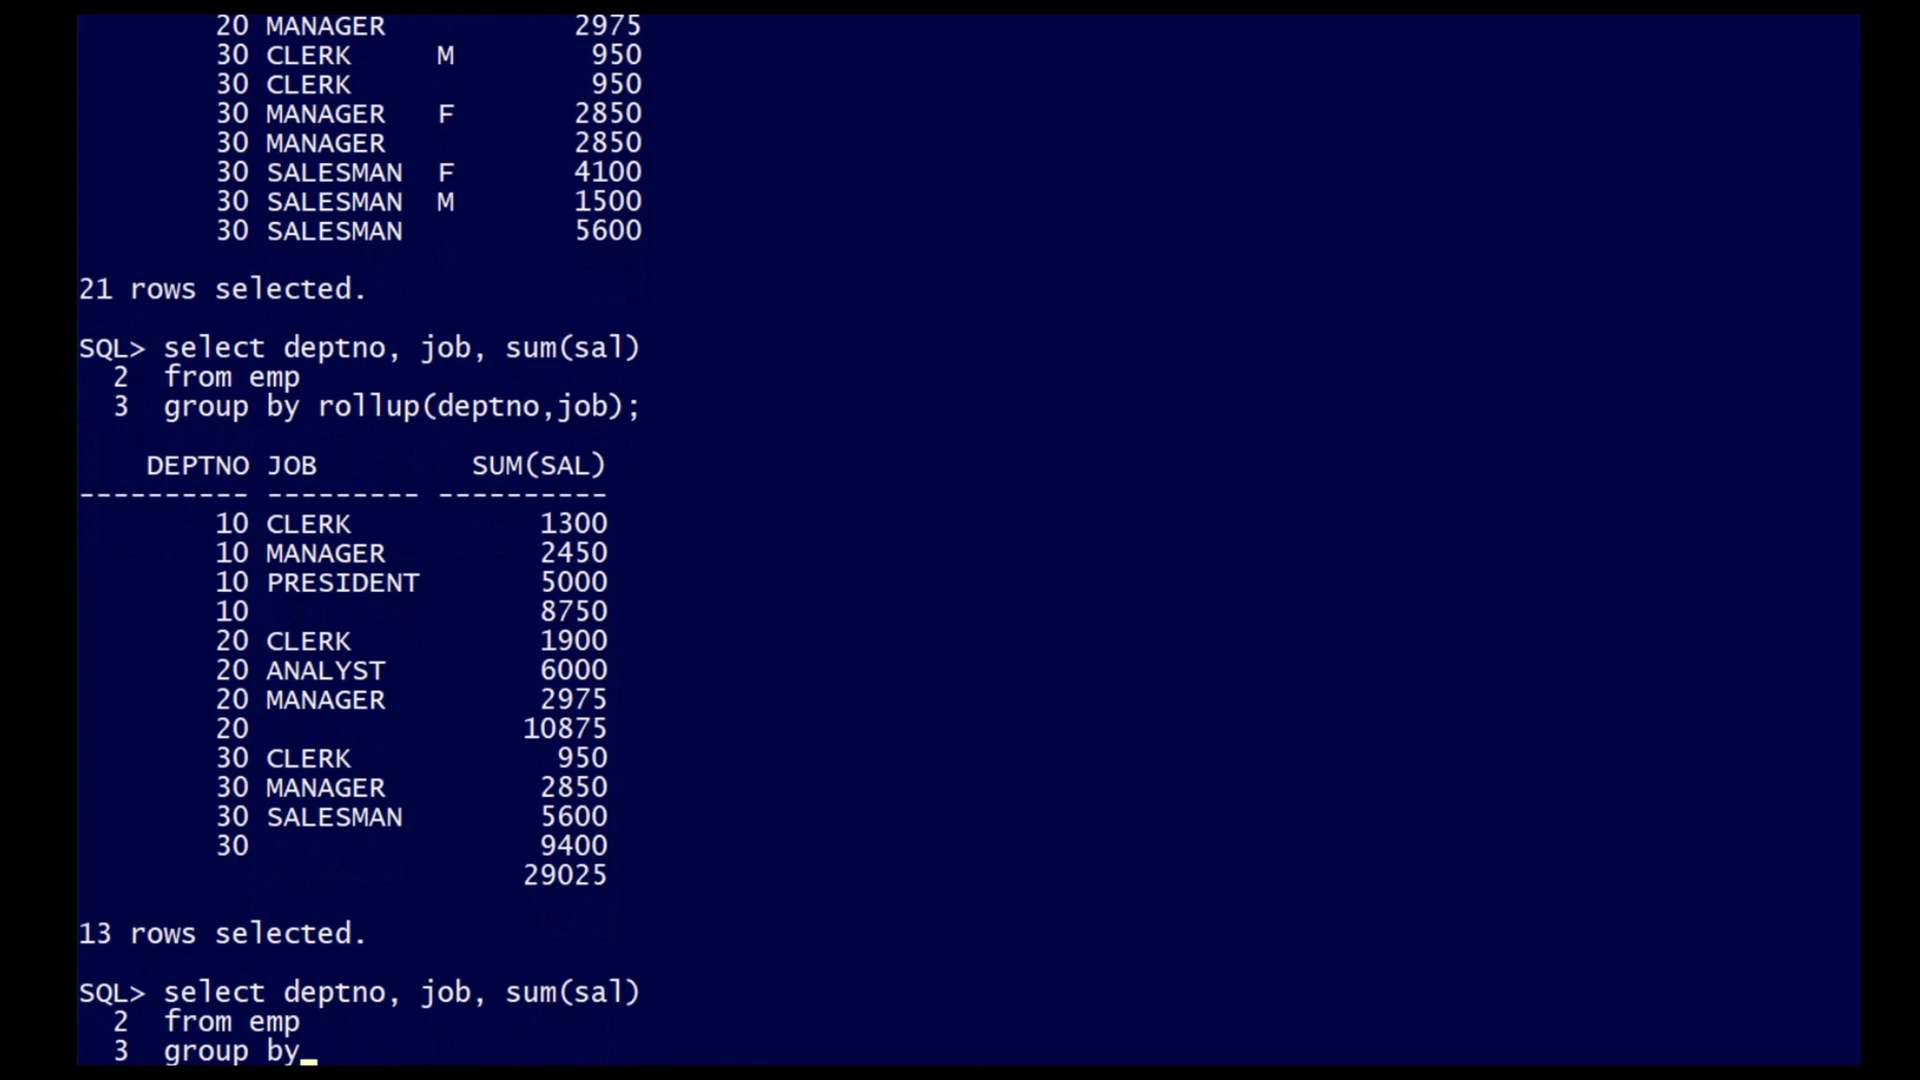 20 MANAGER 2975
30 CLERK M 950
30 CLERK 950
30 MANAGER F 2850
30 MANAGER 2850
30 SALESMAN F 4100
30 SALESMAN M 1500
30 SALESMAN 5600
21 rows selected.
SQL> select deptno, job, sum(sal)
2 from emp
3 group by rollup(deptno,job);
DEPTNO JOB SUM(SAL)
---------- --------- ----------
10 CLERK 1300
10 MANAGER 2450
10 PRESIDENT 5000
10 8750
20 CLERK 1900
20 ANALYST 6000
20 MANAGER 2975
20 10875
30 CLERK 950
30 MANAGER 2850
30 SALESMAN 5600
30 9400
29025
13 rows selected.
SQL> select deptno, job, sum(sal)
2 from emp
3 group by_